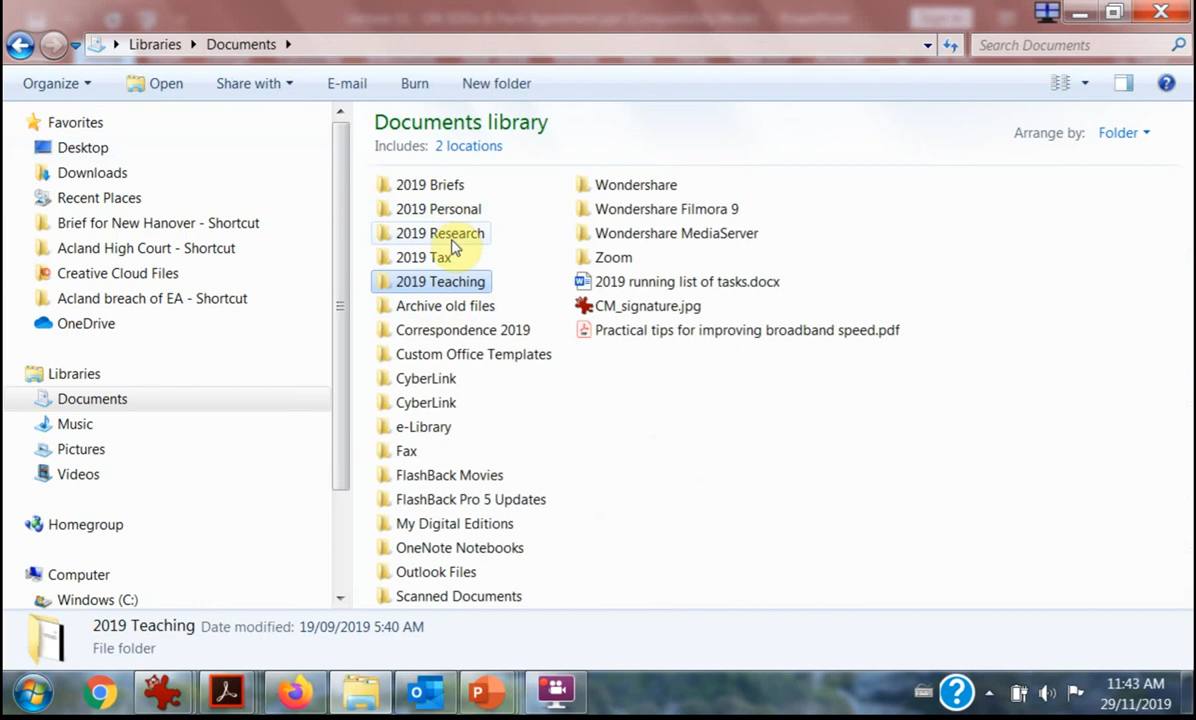 Libraries Documents
Search Documents
Organize Open Share with E-mail Burn New folder
Favorites
Desktop
Downloads
Recent Places
Brief for New Hanover - Shortcut
Acland High Court - Shortcut
Creative Cloud Files
Acland breach of EA - Shortcut
OneDrive
Libraries
Documents
Music
Pictures
Videos
Homegroup
Computer
Windows (C:)
Documents library
Includes: 2 locations
Arrange by: Folder
2019 Briefs
2019 Personal
2019 Research
2019 Tax
2019 Teaching
Archive old files
Correspondence 2019
Custom Office Templates
CyberLink
CyberLink
e-Library
Fax
FlashBack Movies
FlashBack Pro 5 Updates
My Digital Editions
OneNote Notebooks
Outlook Files
Scanned Documents
Wondershare
Wondershare Filmora 9
Wondershare MediaServer
Zoom
2019 running list of tasks.docx
CM_signature.jpg
Practical tips for improving broadband speed.pdf
2019 Teaching Date modified: 19/09/2019 5:40 AM
File folder
11:43 AM
29/11/2019